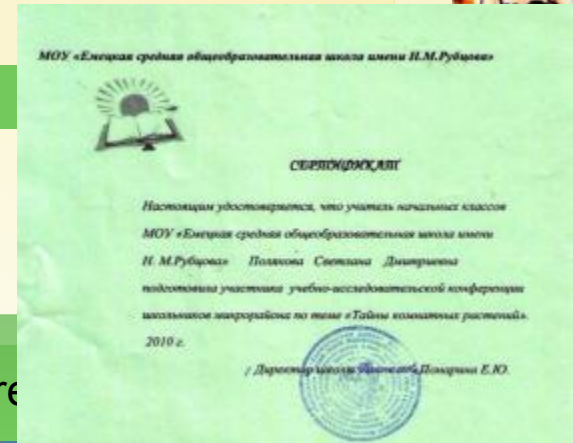 МОУ «Емецкая средняя общеобразовательная школа имени Н.М.Рубцова»
СЕРТИФИКАТ
Настоящим удостоверяется, что учитель начальных классов
МОУ «Емецкая средняя общеобразовательная школа имени
Н. М.Рубцова» Полякова Светлана Дмитриевна
подготовила участника учебно-исследовательской конференции
школьников микрорайона по теме «Тайны комнатных растений».
2010 г.
/ Директор школы Понарина Е.Ю.
re